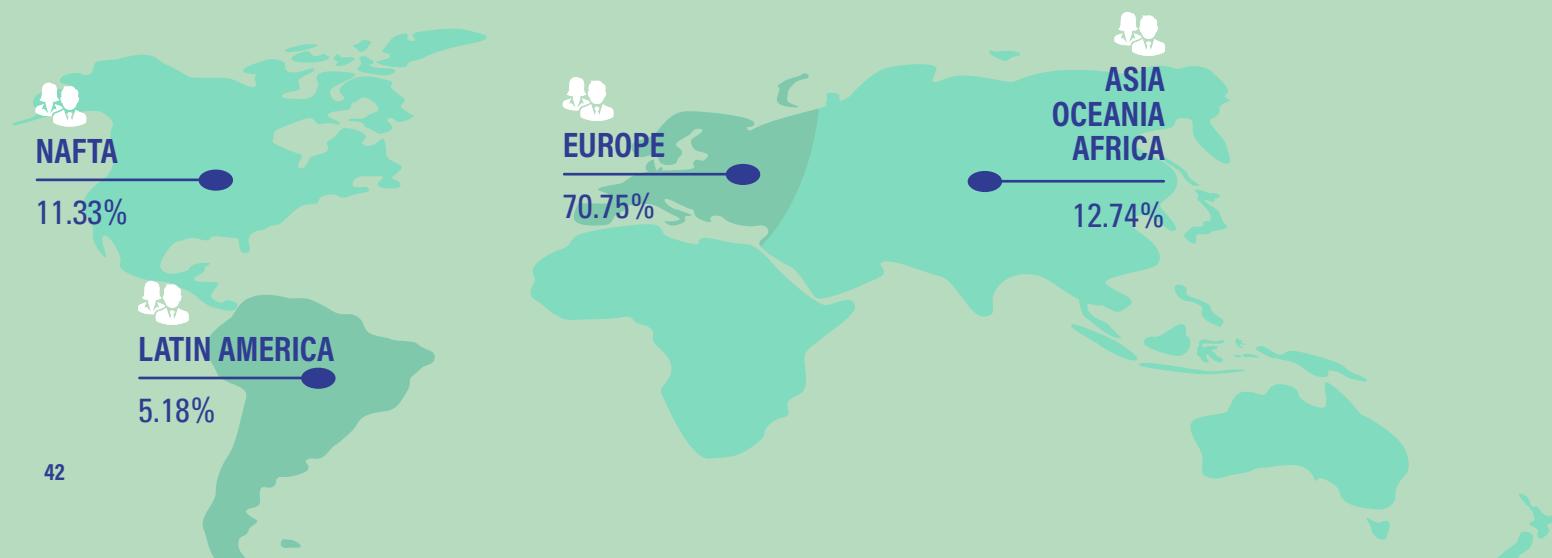 NAFTA
11.33%
LATIN AMERICA
5.18%
EUROPE
70.75%
ASIA
OCEANIA
AFRICA
12.74%
42